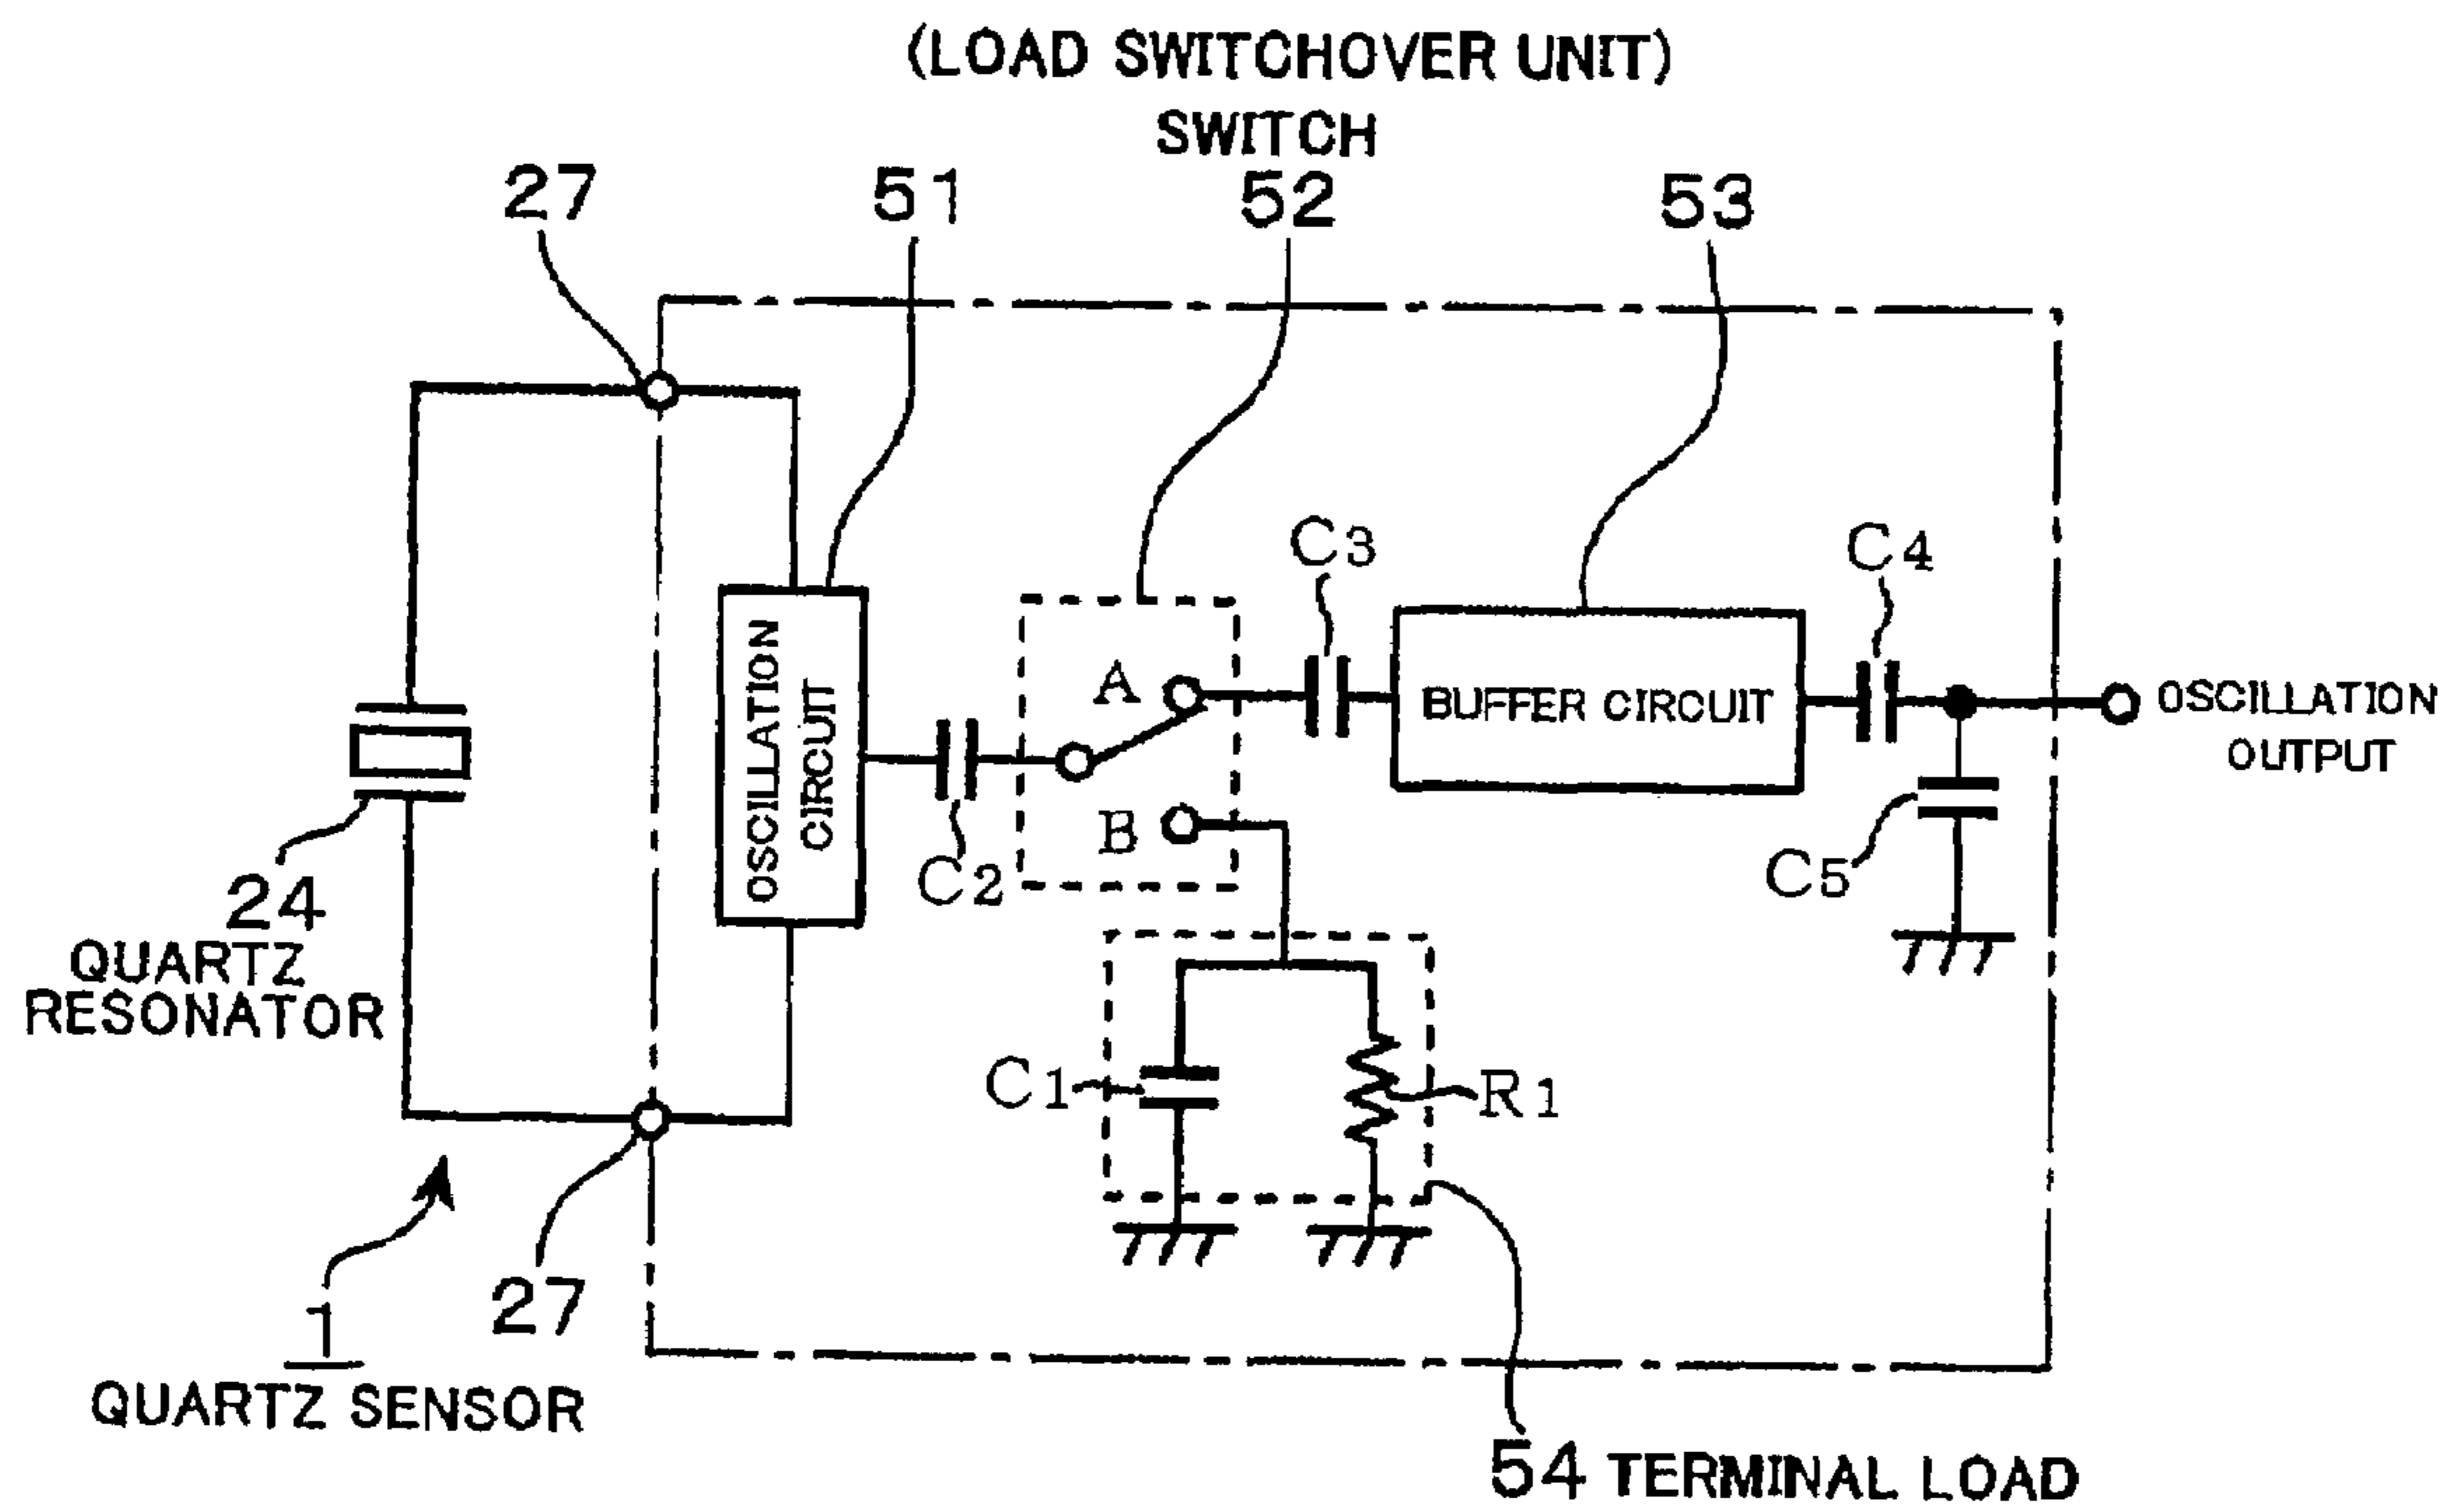 (LOAD SWITCHOVER UNIT)
SWITCH
27
51
52
53
C3
C4
OSCILLATION
CIRCUIT
A
BUFFER CIRCUIT
OSCILLATION
OUTPUT
B
C2
C5
24
QUARTZ
RESONATOR
C1
R1
27
1
QUARTZ SENSOR
54 TERMINAL LOAD